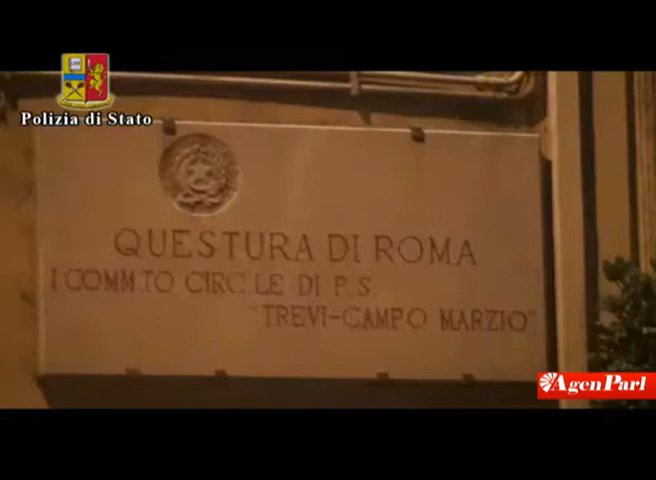 Polizia di Stato
QUESTURA DI ROMA
I COMM.TO CIRC.LE DI P.S.
"TREVI-CAMPO MARZIO"
AgenParl